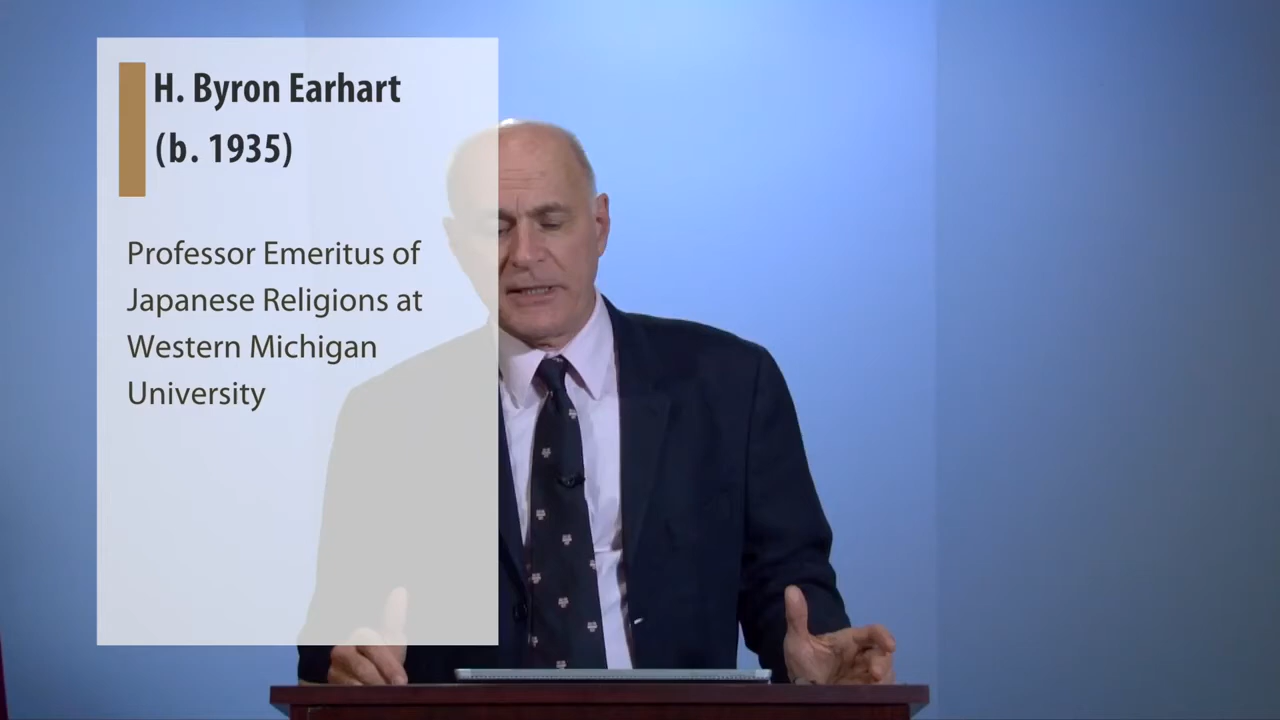 H. Byron Earhart
(b. 1935)
Professor Emeritus of
Japanese Religions at
Western Michigan
University